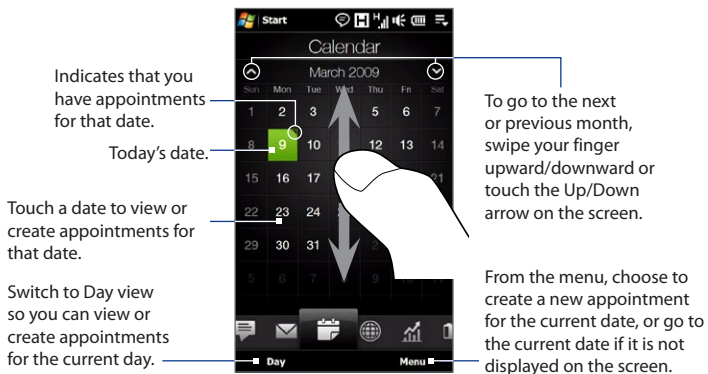 Start
H
H
Calendar
March 2009
Sun Mon Tue Wed Thu Fri Sat
1 2 3 5 6 7
8 9 10 12 13 14
15 16 17 21
22 23 24
29 30 31
5 6 7 9
Day Menu
Indicates that you
have appointments
for that date.
Today's date.
Touch a date to view or
create appointments for
that date.
Switch to Day view
so you can view or
create appointments
for the current day.
To go to the next
or previous month,
swipe your finger
upward/downward or
touch the Up/Down
arrow on the screen.
From the menu, choose to
create a new appointment
for the current date, or go to
the current date if it is not
displayed on the screen.